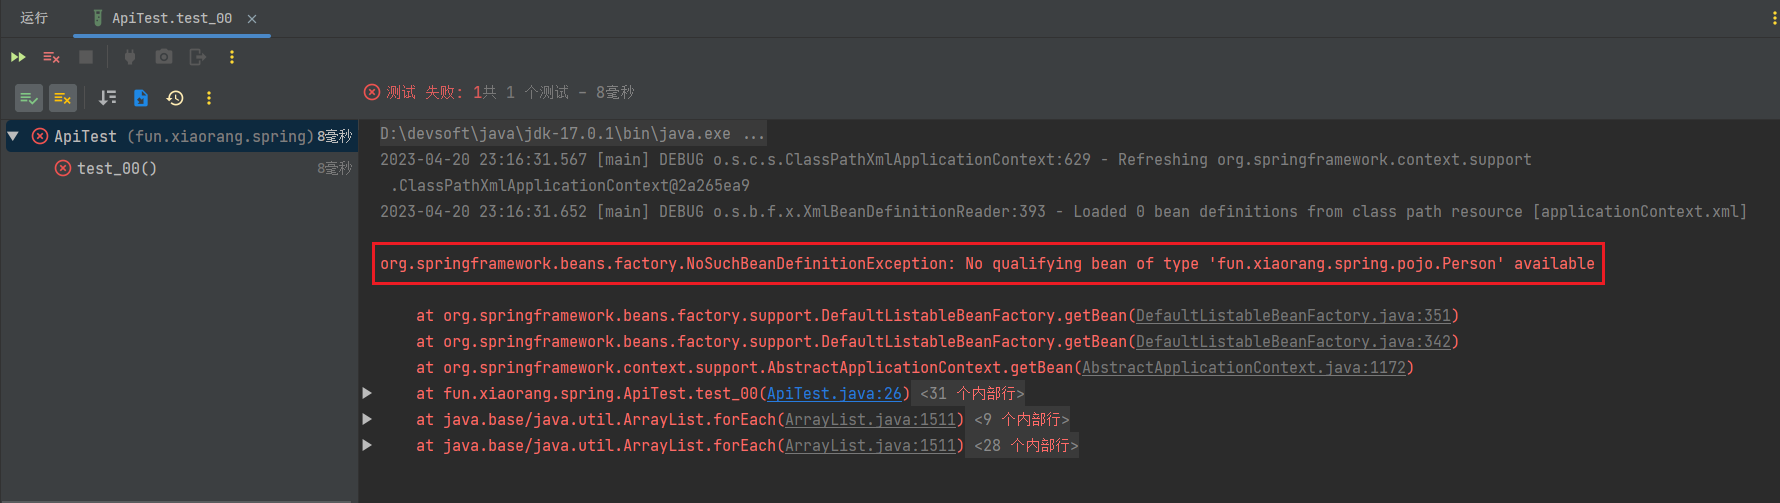 运行 ApiTest.test_00
测试 失败: 1共 1 个测试 – 8毫秒
ApiTest (fun.xiaorang.spring) 8毫秒
test_00() 8毫秒
D:\devsoft\java\jdk-17.0.1\bin\java.exe ...
2023-04-20 23:16:31.567 [main] DEBUG o.s.c.s.ClassPathXmlApplicationContext:629 - Refreshing org.springframework.context.support
.ClassPathXmlApplicationContext@2a265ea9
2023-04-20 23:16:31.652 [main] DEBUG o.s.b.f.x.XmlBeanDefinitionReader:393 - Loaded 0 bean definitions from class path resource [applicationContext.xml]
org.springframework.beans.factory.NoSuchBeanDefinitionException: No qualifying bean of type 'fun.xiaorang.spring.pojo.Person' available
at org.springframework.beans.factory.support.DefaultListableBeanFactory.getBean(DefaultListableBeanFactory.java:351)
at org.springframework.beans.factory.support.DefaultListableBeanFactory.getBean(DefaultListableBeanFactory.java:342)
at org.springframework.context.support.AbstractApplicationContext.getBean(AbstractApplicationContext.java:1172)
at fun.xiaorang.spring.ApiTest.test_00(ApiTest.java:26) <31 个内部行>
at java.base/java.util.ArrayList.forEach(ArrayList.java:1511) <9 个内部行>
at java.base/java.util.ArrayList.forEach(ArrayList.java:1511) <28 个内部行>